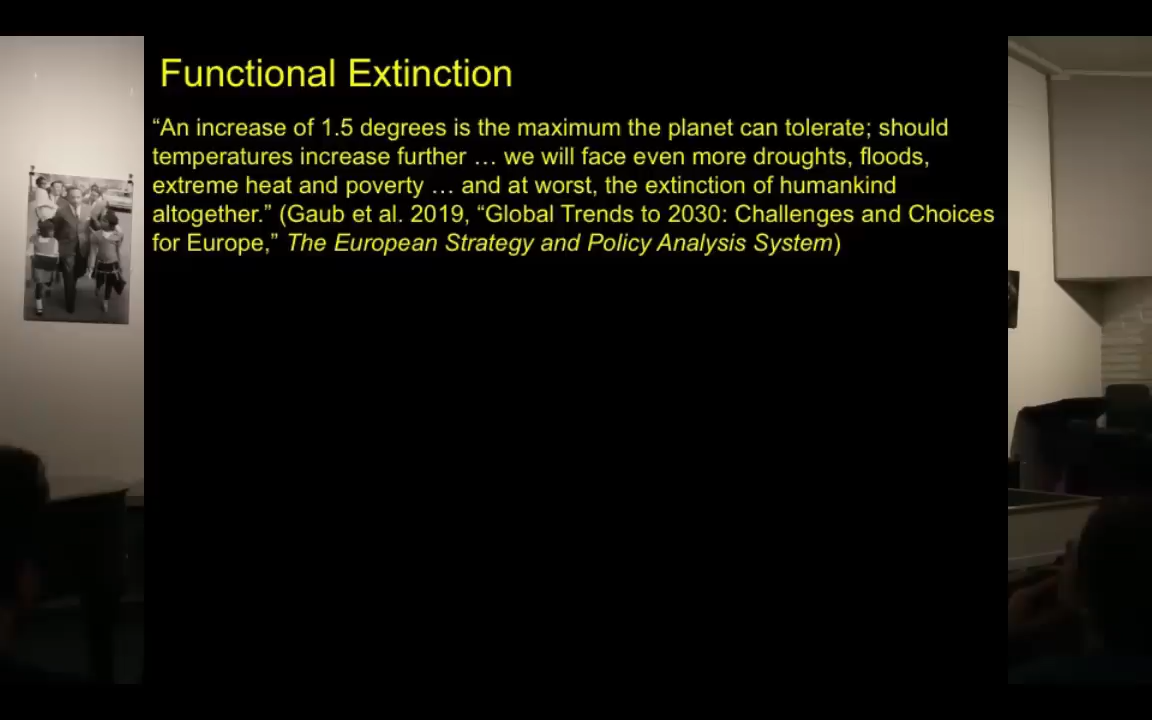 Functional Extinction
“An increase of 1.5 degrees is the maximum the planet can tolerate; should
temperatures increase further … we will face even more droughts, floods,
extreme heat and poverty … and at worst, the extinction of humankind
altogether.” (Gaub et al. 2019, “Global Trends to 2030: Challenges and Choices
for Europe,” The European Strategy and Policy Analysis System)